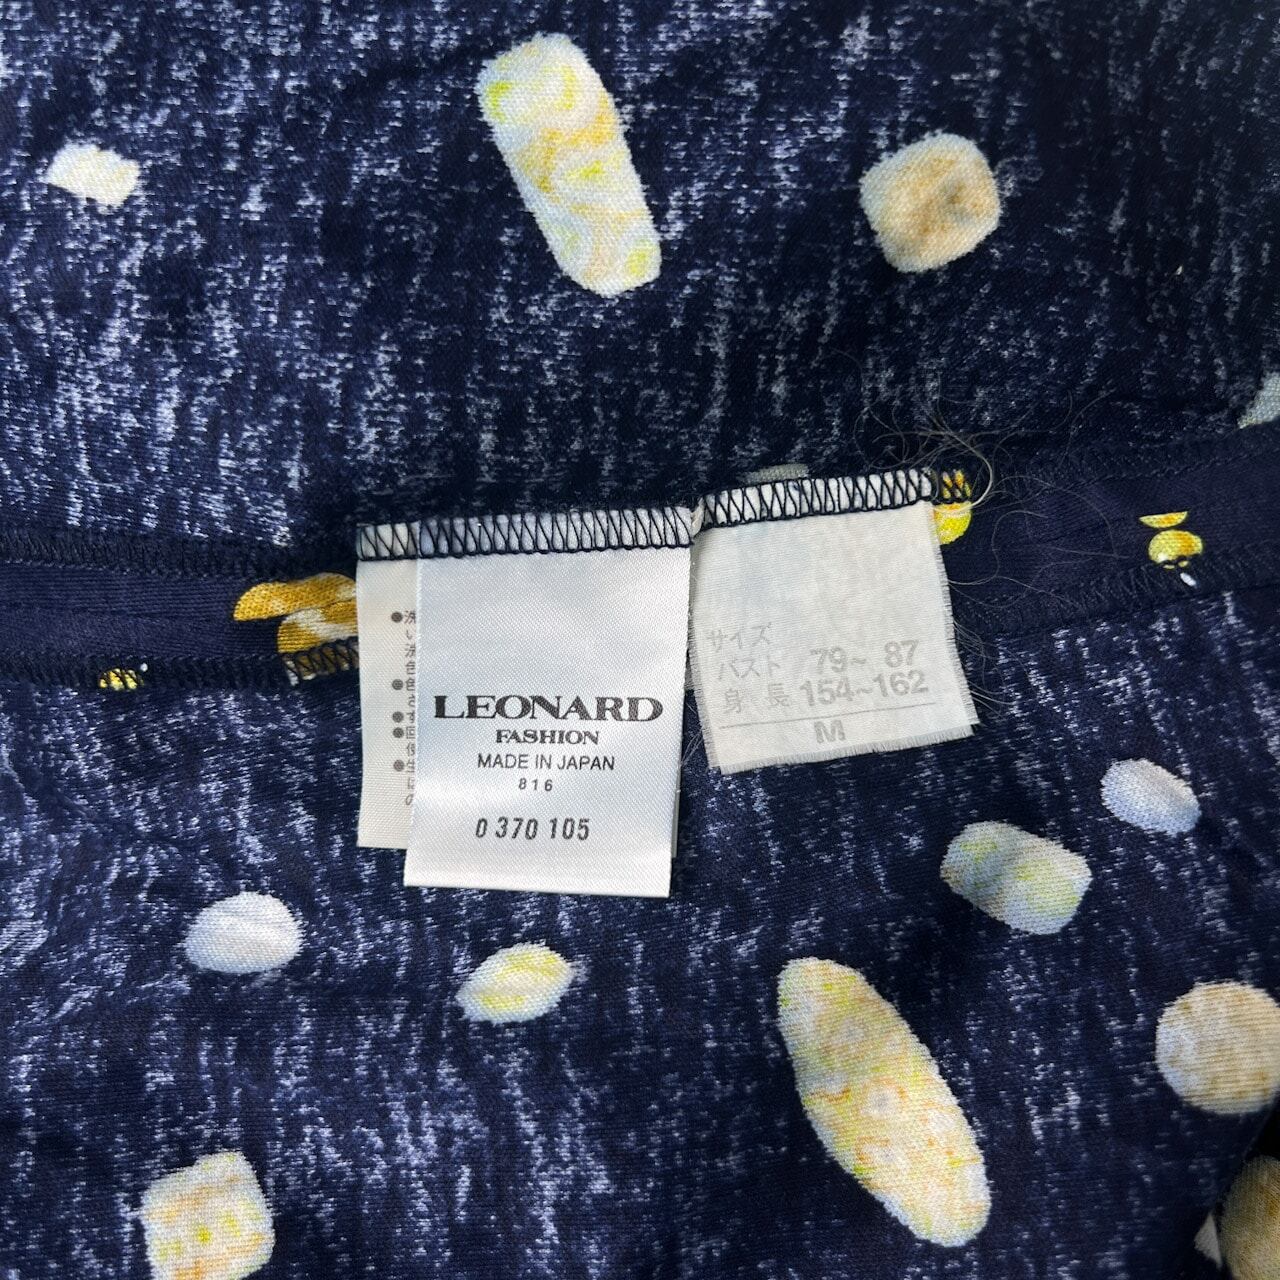 LEONARD
FASHION
MADE IN JAPAN
816
0 370 105
サイズ
バスト 79~ 87
身長 154~162
M